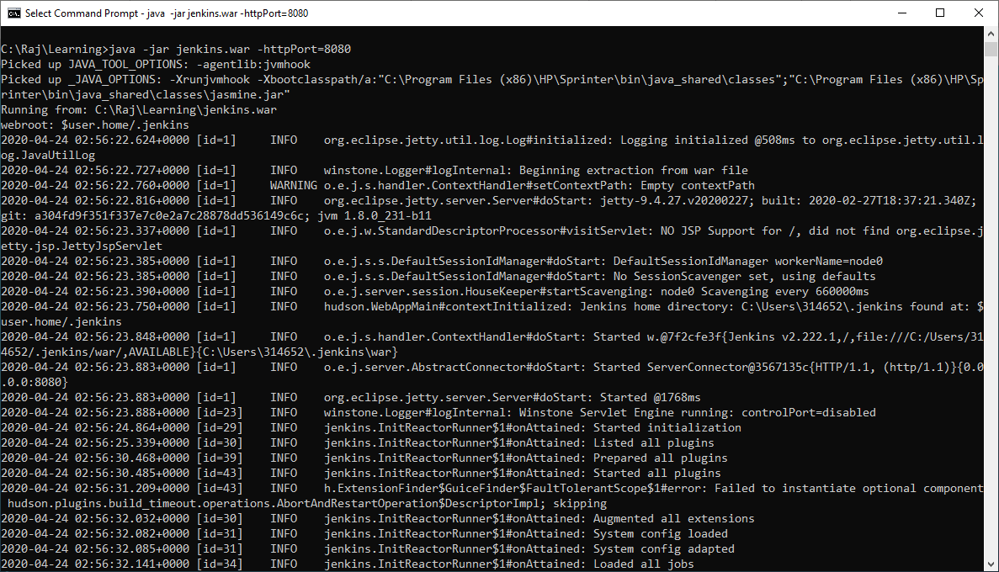 Select Command Prompt - java -jar jenkins.war -httpPort=8080
C:\Raj\Learning>java -jar jenkins.war -httpPort=8080
Picked up JAVA_TOOL_OPTIONS: -agentlib:jvmhook
Picked up _JAVA_OPTIONS: -Xrunjvmhook -Xbootclasspath/a:"C:\Program Files (x86)\HP\Sprinter\bin\java_shared\classes";"C:\Program Files (x86)\HP\Sp
rinter\bin\java_shared\classes\jasmine.jar"
Running from: C:\Raj\Learning\jenkins.war
webroot: $user.home/.jenkins
2020-04-24 02:56:22.624+0000 [id=1]     INFO    org.eclipse.jetty.util.log.Log#initialized: Logging initialized @508ms to org.eclipse.jetty.util.l
og.JavaUtilLog
2020-04-24 02:56:22.727+0000 [id=1]     INFO    winstone.Logger#logInternal: Beginning extraction from war file
2020-04-24 02:56:22.760+0000 [id=1]     WARNING o.e.j.s.handler.ContextHandler#setContextPath: Empty contextPath
2020-04-24 02:56:22.816+0000 [id=1]     INFO    org.eclipse.jetty.server.Server#doStart: jetty-9.4.27.v20200227; built: 2020-02-27T18:37:21.340Z;
git: a304fd9f351f337e7c0e2a7c28878dd536149c6c; jvm 1.8.0_231-b11
2020-04-24 02:56:23.337+0000 [id=1]     INFO    o.e.j.w.StandardDescriptorProcessor#visitServlet: NO JSP Support for /, did not find org.eclipse.j
etty.jsp.JettyJspServlet
2020-04-24 02:56:23.385+0000 [id=1]     INFO    o.e.j.s.s.DefaultSessionIdManager#doStart: DefaultSessionIdManager workerName=node0
2020-04-24 02:56:23.385+0000 [id=1]     INFO    o.e.j.s.s.DefaultSessionIdManager#doStart: No SessionScavenger set, using defaults
2020-04-24 02:56:23.390+0000 [id=1]     INFO    o.e.j.server.session.HouseKeeper#startScavenging: node0 Scavenging every 660000ms
2020-04-24 02:56:23.750+0000 [id=1]     INFO    hudson.WebAppMain#contextInitialized: Jenkins home directory: C:\Users\314652\.jenkins found at: $
user.home/.jenkins
2020-04-24 02:56:23.848+0000 [id=1]     INFO    o.e.j.s.handler.ContextHandler#doStart: Started w.@7f2cfe3f{Jenkins v2.222.1,/,file:///C:/Users/31
4652/.jenkins/war/,AVAILABLE}{C:\Users\314652\.jenkins\war}
2020-04-24 02:56:23.883+0000 [id=1]     INFO    o.e.j.server.AbstractConnector#doStart: Started ServerConnector@3567135c{HTTP/1.1, (http/1.1)}{0.0
.0.0:8080}
2020-04-24 02:56:23.883+0000 [id=1]     INFO    org.eclipse.jetty.server.Server#doStart: Started @1768ms
2020-04-24 02:56:23.888+0000 [id=23]    INFO    winstone.Logger#logInternal: Winstone Servlet Engine running: controlPort=disabled
2020-04-24 02:56:24.864+0000 [id=29]    INFO    jenkins.InitReactorRunner$1#onAttained: Started initialization
2020-04-24 02:56:25.339+0000 [id=30]    INFO    jenkins.InitReactorRunner$1#onAttained: Listed all plugins
2020-04-24 02:56:30.468+0000 [id=39]    INFO    jenkins.InitReactorRunner$1#onAttained: Prepared all plugins
2020-04-24 02:56:30.485+0000 [id=43]    INFO    jenkins.InitReactorRunner$1#onAttained: Started all plugins
2020-04-24 02:56:31.209+0000 [id=43]    INFO    h.ExtensionFinder$GuiceFinder$FaultTolerantScope$1#error: Failed to instantiate optional component
 hudson.plugins.build_timeout.operations.AbortAndRestartOperation$DescriptorImpl; skipping
2020-04-24 02:56:32.032+0000 [id=30]    INFO    jenkins.InitReactorRunner$1#onAttained: Augmented all extensions
2020-04-24 02:56:32.082+0000 [id=31]    INFO    jenkins.InitReactorRunner$1#onAttained: System config loaded
2020-04-24 02:56:32.085+0000 [id=31]    INFO    jenkins.InitReactorRunner$1#onAttained: System config adapted
2020-04-24 02:56:32.141+0000 [id=34]    INFO    jenkins.InitReactorRunner$1#onAttained: Loaded all jobs